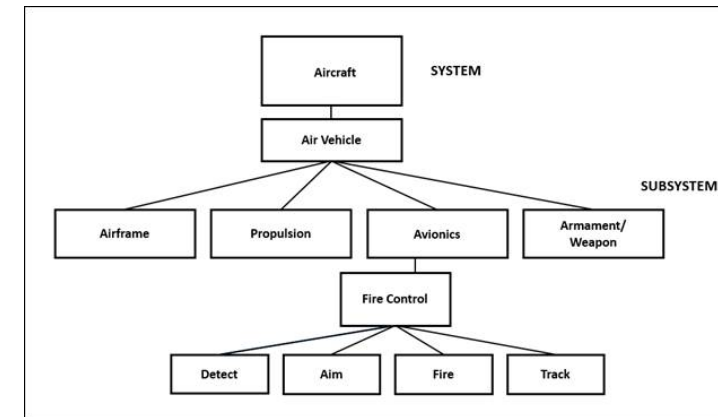 Aircraft
SYSTEM
Air Vehicle
SUBSYSTEM
Airframe
Propulsion
Avionics
Armament/
Weapon
Fire Control
Detect
Aim
Fire
Track